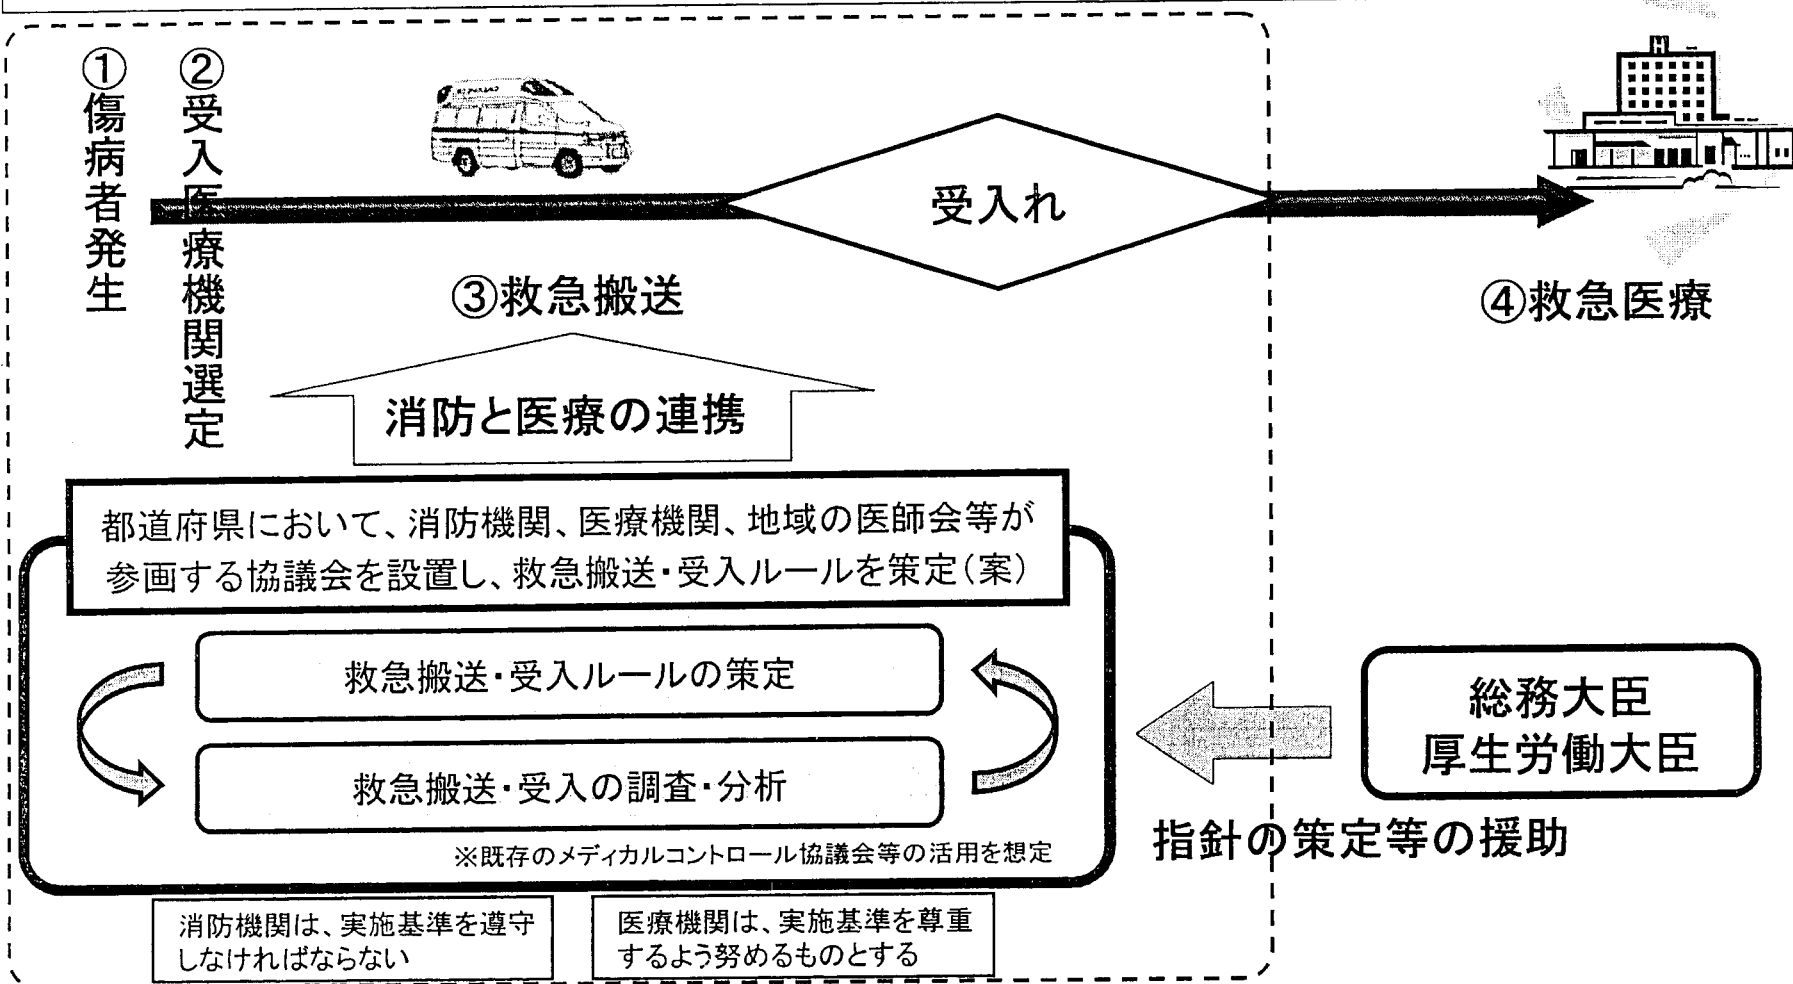 ①傷病者発生
②受入医療機関選定
受入れ
③救急搬送
④救急医療
消防と医療の連携
都道府県において、消防機関、医療機関、地域の医師会等が
参画する協議会を設置し、救急搬送・受入ルールを策定(案)
救急搬送・受入ルールの策定
救急搬送・受入の調査・分析
※既存のメディカルコントロール協議会等の活用を想定
総務大臣
厚生労働大臣
指針の策定等の援助
消防機関は、実施基準を遵守
しなければならない
医療機関は、実施基準を尊重
するよう努めるものとする
H